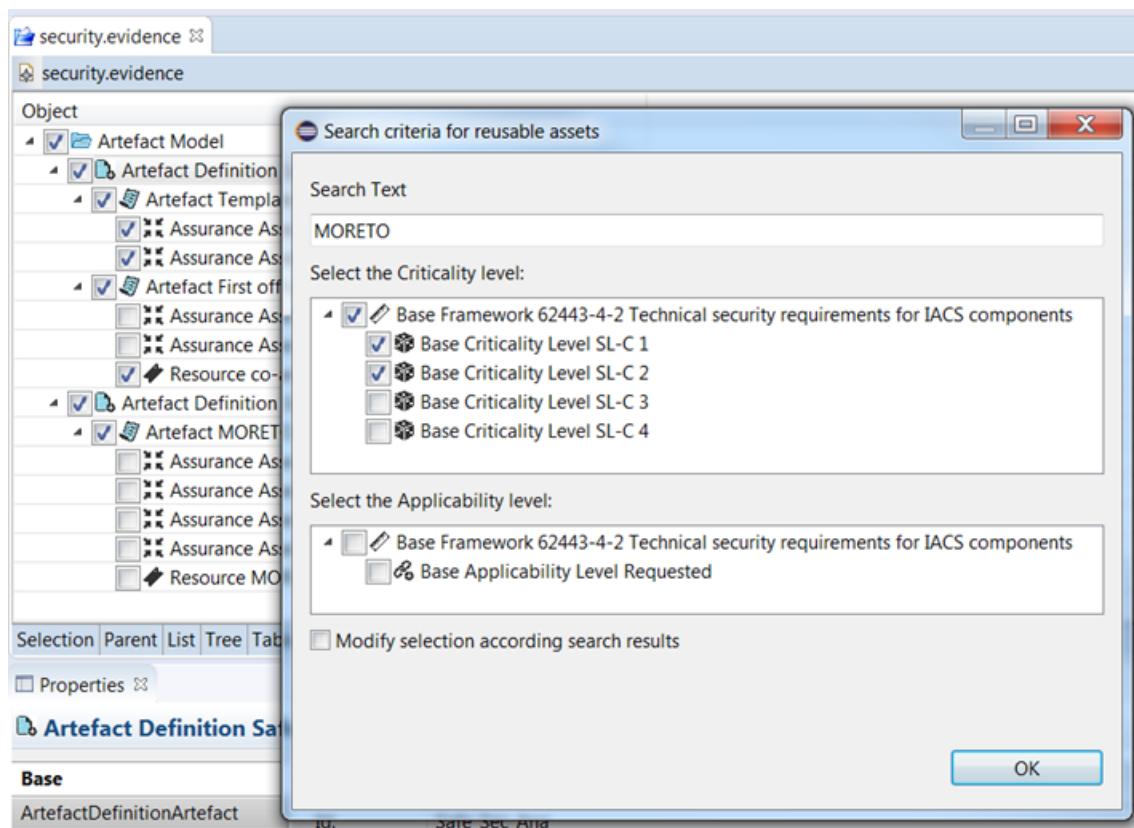 security.evidence
security.evidence
Object
Artefact Model
Artefact Definition
Artefact Templa
Assurance As
Assurance As
Artefact First off
Assurance As
Assurance As
Resource co-
Artefact Definition
Artefact MORET
Assurance As
Assurance As
Assurance As
Assurance As
Resource MO
Selection Parent List Tree Tab
Properties
Artefact Definition Saf
Base
ArtefactDefinitionArtefact
Search criteria for reusable assets
Search Text
MORETO
Select the Criticality level:
Base Framework 62443-4-2 Technical security requirements for IACS components
Base Criticality Level SL-C 1
Base Criticality Level SL-C 2
Base Criticality Level SL-C 3
Base Criticality Level SL-C 4
Select the Applicability level:
Base Framework 62443-4-2 Technical security requirements for IACS components
Base Applicability Level Requested
Modify selection according search results
OK